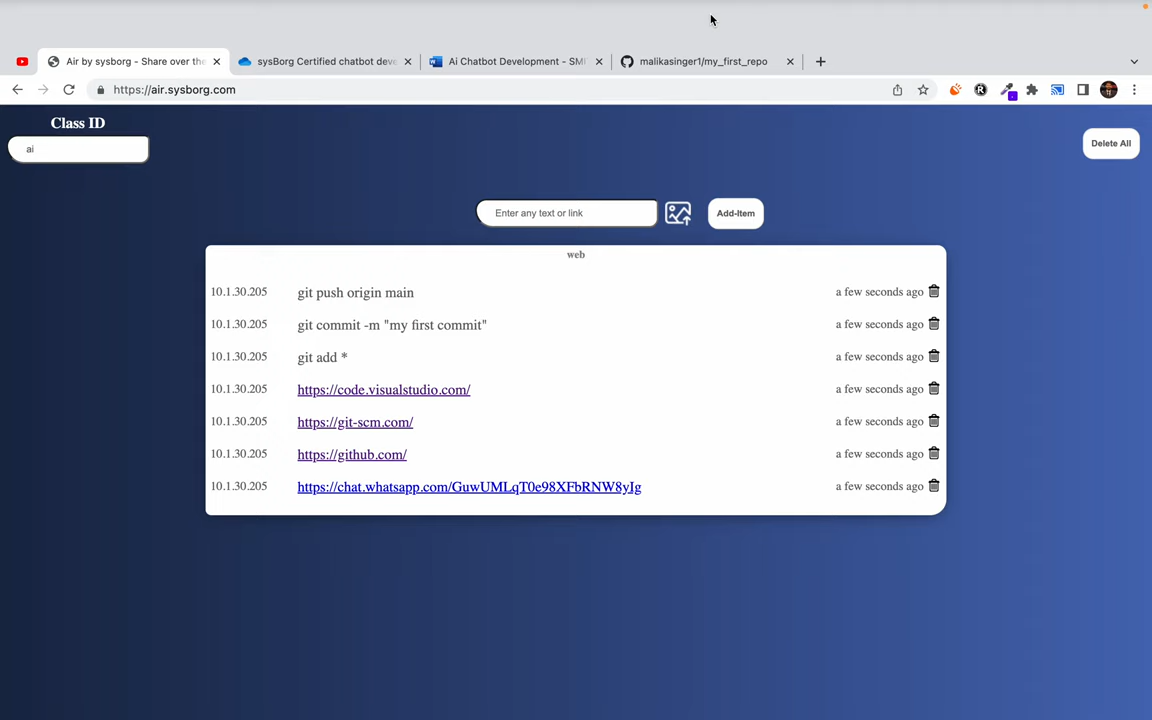 Air by sysborg - Share over the
sysBorg Certified chatbot deve
Ai Chatbot Development - SMI
malikasinger1/my_first_repo
https://air.sysborg.com
Class ID
ai
Delete All
Enter any text or link
Add-Item
web
10.1.30.205 git push origin main a few seconds ago
10.1.30.205 git commit -m "my first commit" a few seconds ago
10.1.30.205 git add * a few seconds ago
10.1.30.205 https://code.visualstudio.com/ a few seconds ago
10.1.30.205 https://git-scm.com/ a few seconds ago
10.1.30.205 https://github.com/ a few seconds ago
10.1.30.205 https://chat.whatsapp.com/GuwUMLqT0e98XFbRNW8yIg a few seconds ago